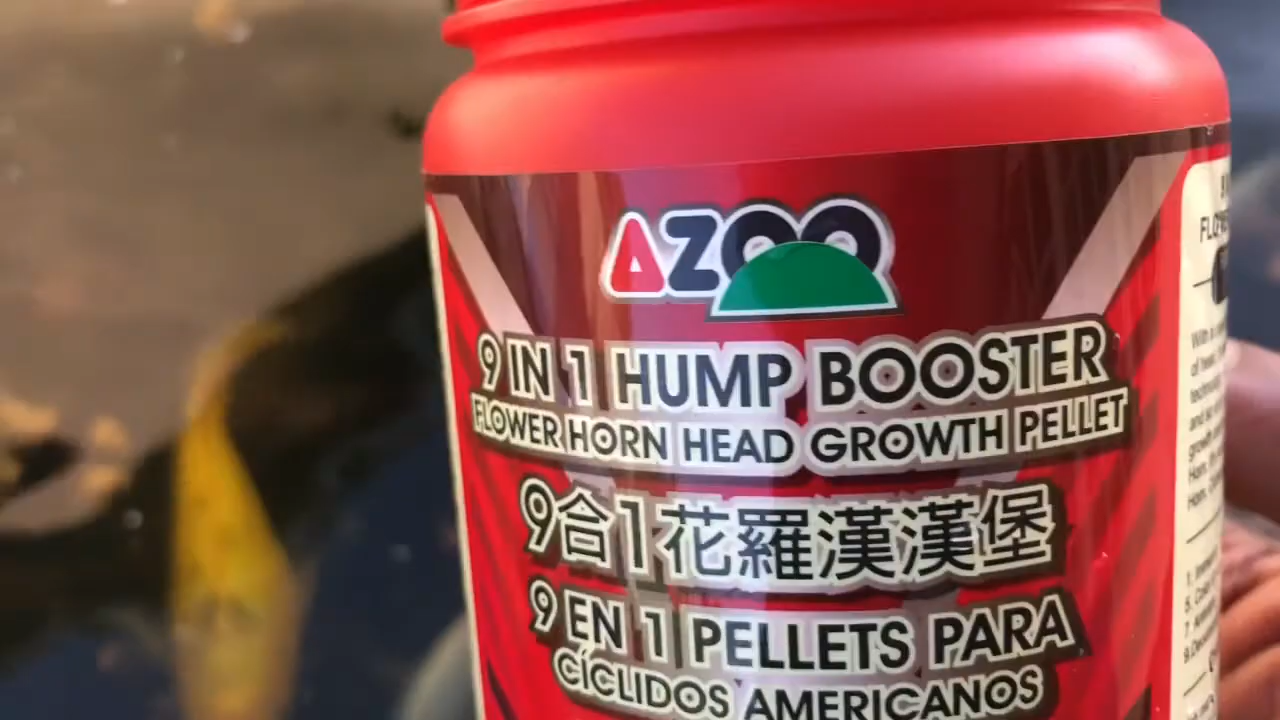 AZOO
9 IN 1 HUMP BOOSTER
FLOWER HORN HEAD GROWTH PELLET
9合1花羅漢漢堡
9 EN 1 PELLETS PARA
CÍCLIDOS AMERICANOS